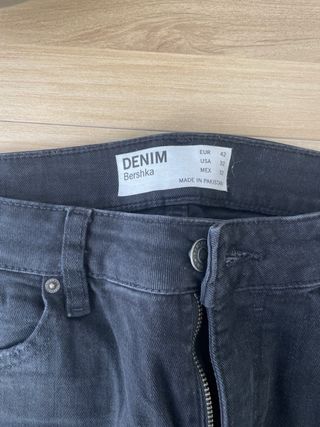 DENIM
Bershka
EUR 42
USA 32
MEX 32
MADE IN PAKISTAN